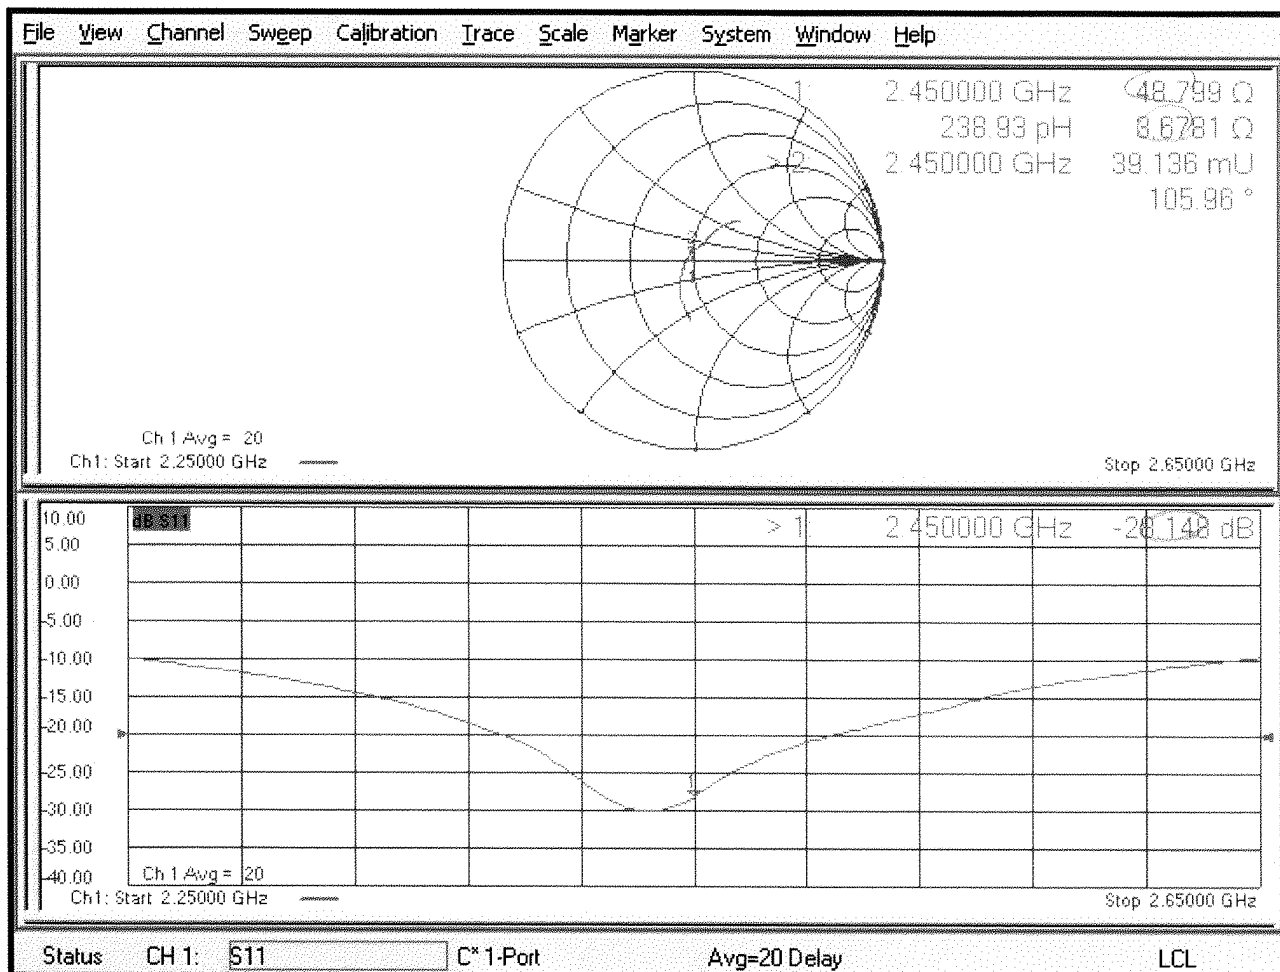 File View Channel Sweep Calibration Trace Scale Marker System Window Help
1: 2.450000 GHz 48.799 Ω
238.93 pH 3.6781 Ω
> 2: 2.450000 GHz 39.136 mU
105.96 °
Ch 1 Avg = 20
Ch1: Start 2.25000 GHz
Stop 2.65000 GHz
10.00
dB S11
> 1: 2.450000 GHz -28.148 dB
5.00
0.00
-5.00
-10.00
-15.00
-20.00
-25.00
-30.00
-35.00
-40.00
Ch 1 Avg = 20
Ch1: Start 2.25000 GHz
Stop 2.65000 GHz
Status CH 1: S11 C* 1-Port Avg=20 Delay LCL